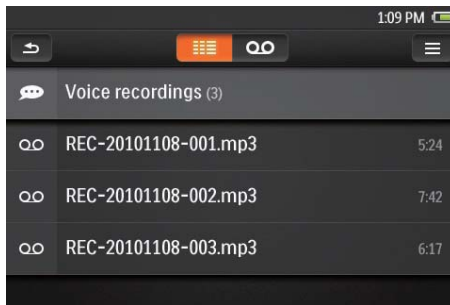 1:09 PM
Voice recordings (3)
REC-20101108-001.mp3 5:24
REC-20101108-002.mp3 7:42
REC-20101108-003.mp3 6:17